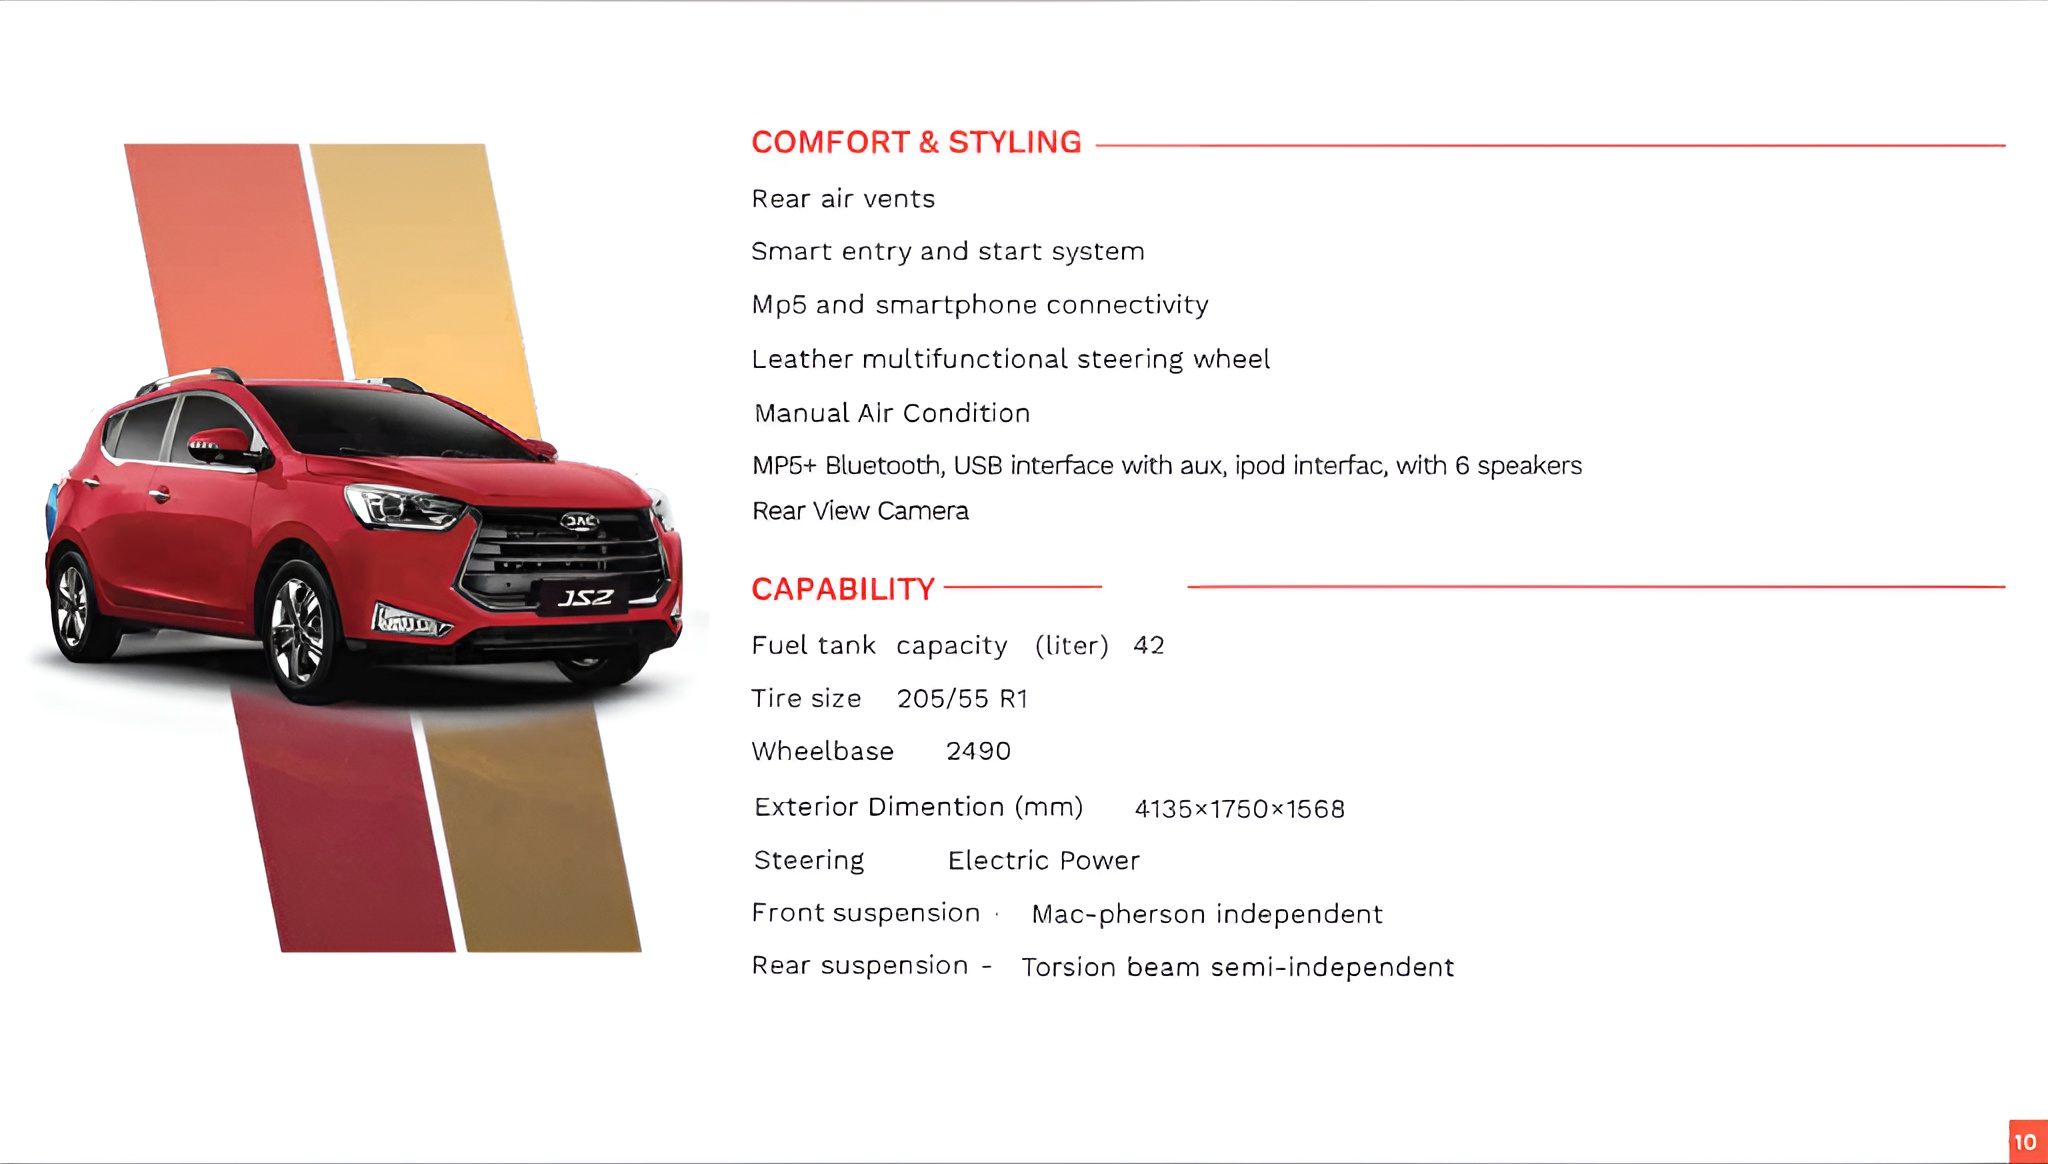 COMFORT & STYLING
Rear air vents
Smart entry and start system
Mp5 and smartphone connectivity
Leather multifunctional steering wheel
Manual Air Condition
MP5+ Bluetooth, USB interface with aux, ipod interfac, with 6 speakers
Rear View Camera
JAC
JS2
CAPABILITY
Fuel tank capacity (liter) 42
Tire size 205/55 R1
Wheelbase 2490
Exterior Dimention (mm) 4135×1750×1568
Steering Electric Power
Front suspension · Mac-pherson independent
Rear suspension - Torsion beam semi-independent
10